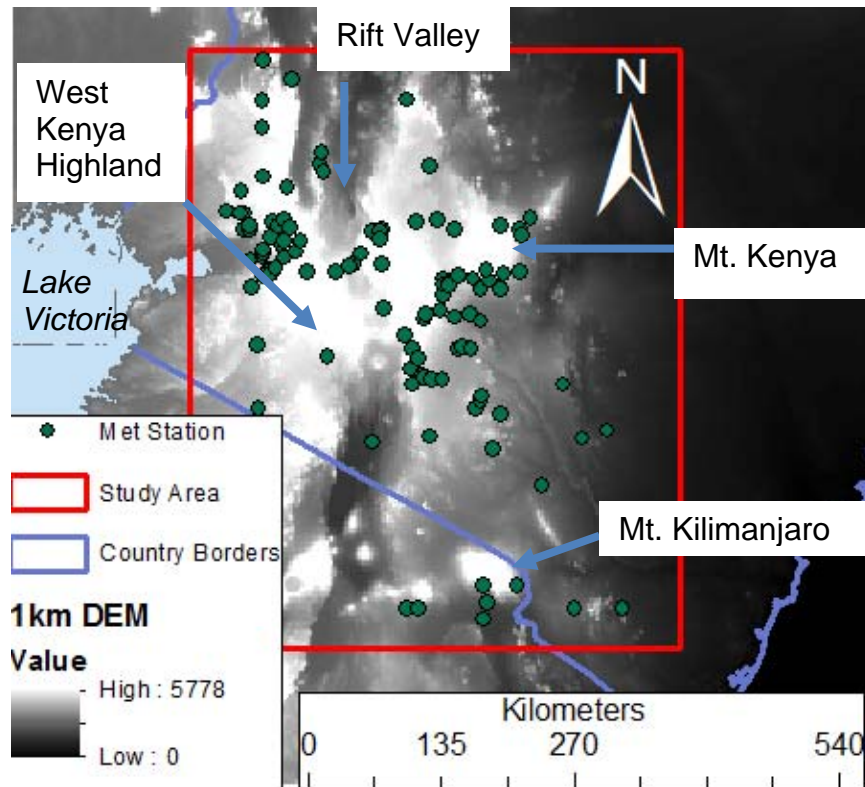 Rift Valley
West
Kenya
Highland
N
Mt. Kenya
Lake
Victoria
Met Station
Study Area
Mt. Kilimanjaro
Country Borders
1km DEM
Value
High : 5778
Low : 0
Kilometers
0 135 270 540